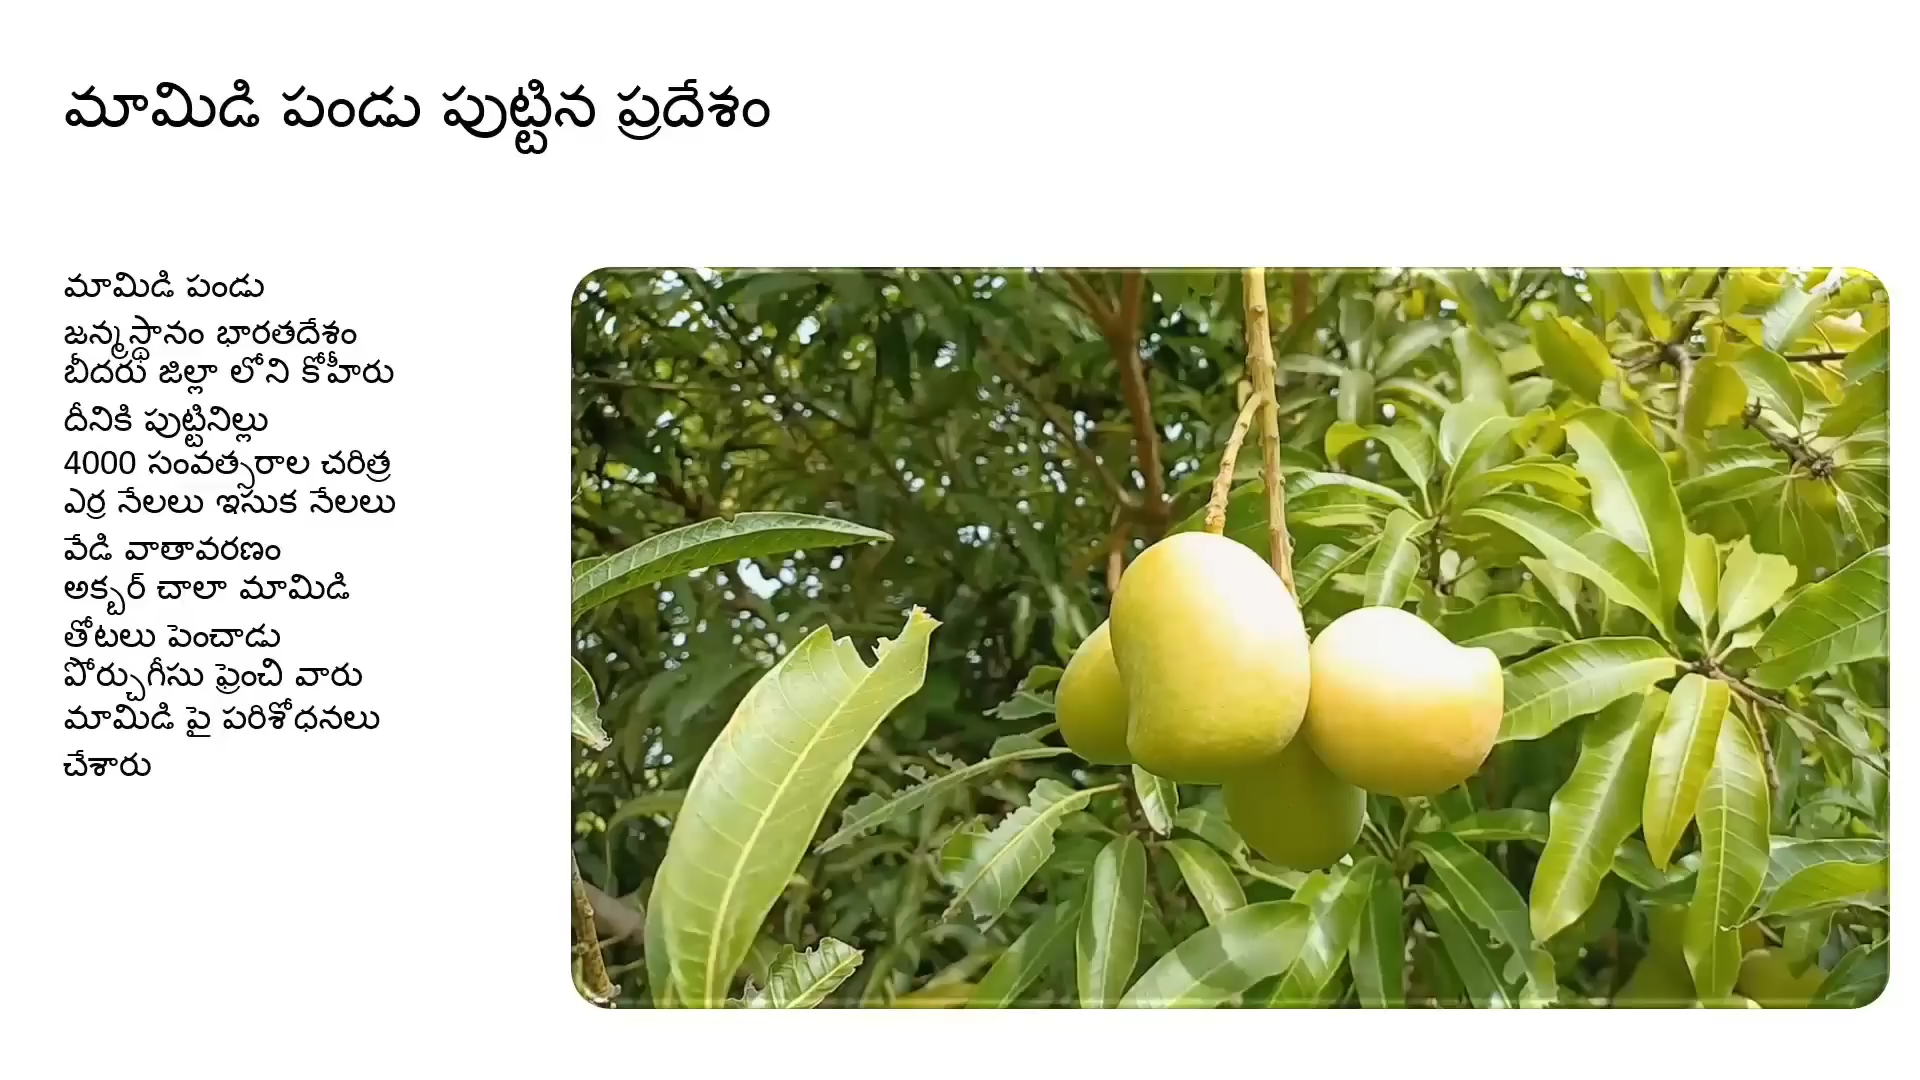 మామిడి పండు పుట్టిన ప్రదేశం
మామిడి పండు
జన్మస్థానం భారతదేశం
బీదరు జిల్లా లోని కోహీరు
దీనికి పుట్టినిల్లు
4000 సంవత్సరాల చరిత్ర
ఎర్ర నేలలు ఇసుక నేలలు
వేడి వాతావరణం
అక్బర్ చాలా మామిడి
తోటలు పెంచాడు
పోర్చుగీసు ఫ్రెంచి వారు
మామిడి పై పరిశోధనలు
చేశారు